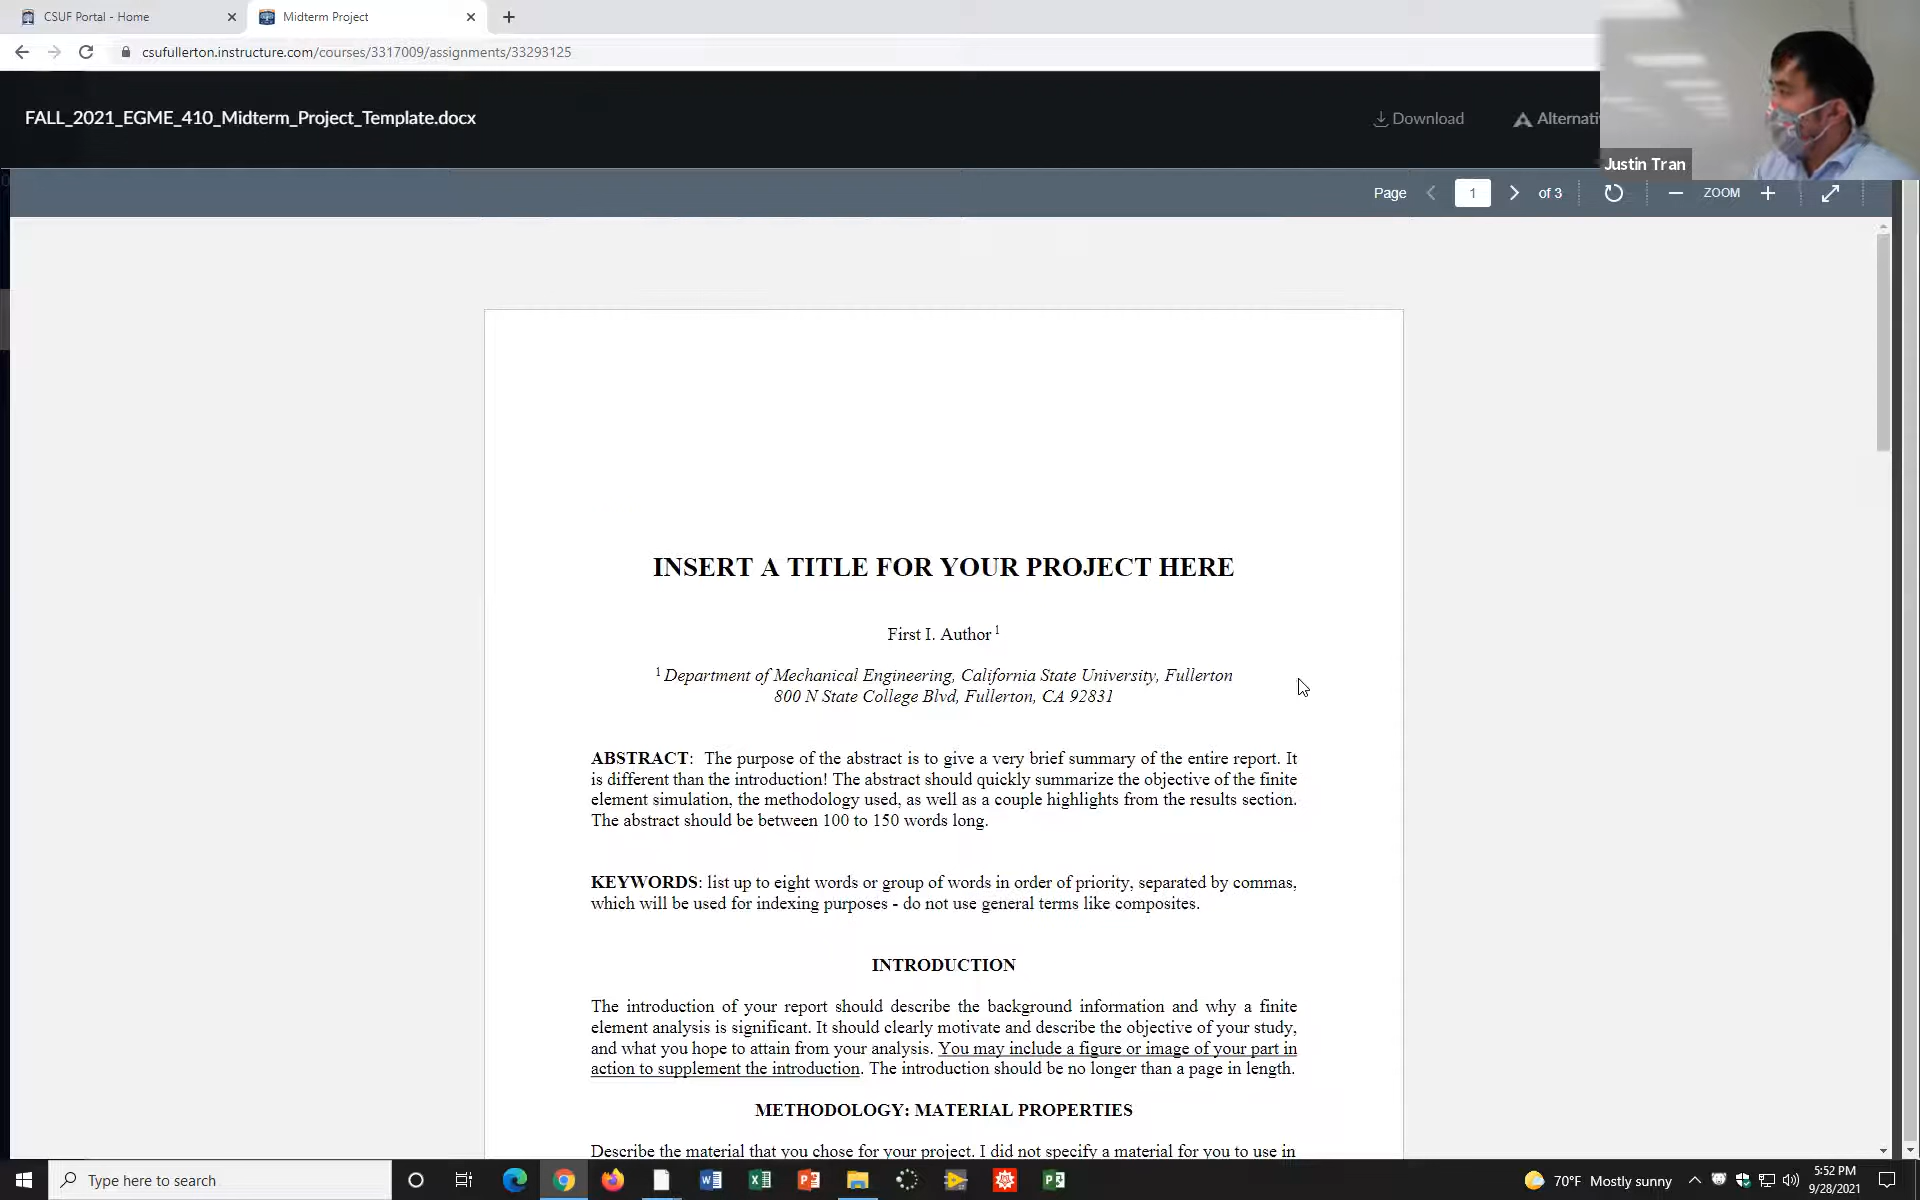 CSUF Portal - Home
Midterm Project
csufullerton.instructure.com/courses/3317009/assignments/33293125
FALL_2021_EGME_410_Midterm_Project_Template.docx
Download
Alternati
Justin Tran
Page
1
of 3
ZOOM
INSERT A TITLE FOR YOUR PROJECT HERE
First I. Author 1
1 Department of Mechanical Engineering, California State University, Fullerton
800 N State College Blvd, Fullerton, CA 92831
ABSTRACT: The purpose of the abstract is to give a very brief summary of the entire report. It
is different than the introduction! The abstract should quickly summarize the objective of the finite
element simulation, the methodology used, as well as a couple highlights from the results section.
The abstract should be between 100 to 150 words long.
KEYWORDS: list up to eight words or group of words in order of priority, separated by commas,
which will be used for indexing purposes - do not use general terms like composites.
INTRODUCTION
The introduction of your report should describe the background information and why a finite
element analysis is significant. It should clearly motivate and describe the objective of your study,
and what you hope to attain from your analysis. You may include a figure or image of your part in
action to supplement the introduction. The introduction should be no longer than a page in length.
METHODOLOGY: MATERIAL PROPERTIES
Describe the material that you chose for your project. I did not specify a material for you to use in
Type here to search
70°F Mostly sunny
5:52 PM
9/28/2021